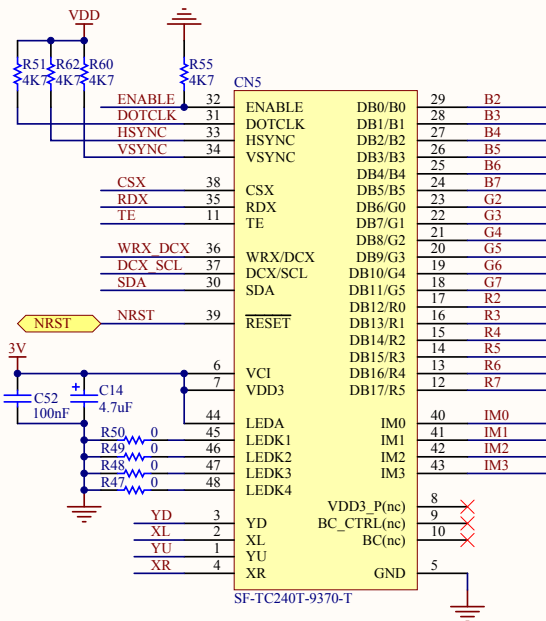 VDD
R51 R62 R60 R55
4K7 4K7 4K7 4K7
CN5
ENABLE 32 ENABLE DB0/B0 29 B2
DOTCLK 31 DOTCLK DB1/B1 28 B3
HSYNC 33 HSYNC DB2/B2 27 B4
VSYNC 34 VSYNC DB3/B3 26 B5
DB4/B4 25 B6
CSX 38 CSX DB5/B5 24 B7
RDX 35 RDX DB6/G0 23 G2
TE 11 TE DB7/G1 22 G3
DB8/G2 21 G4
WRX_DCX 36 WRX/DCX DB9/G3 20 G5
DCX_SCL 37 DCX/SCL DB10/G4 19 G6
SDA 30 SDA DB11/G5 18 G7
DB12/R0 17 R2
NRST NRST 39 RESET DB13/R1 16 R3
DB14/R2 15 R4
3V DB15/R3 14 R5
6 VCI DB16/R4 13 R6
7 VDD3 DB17/R5 12 R7
C52 C14
100nF 4.7uF
+
44 LEDA IM0 40 IM0
R50 0 45 LEDK1 IM1 41 IM1
R49 0 46 LEDK2 IM2 42 IM2
R48 0 47 LEDK3 IM3 43 IM3
R47 0 48 LEDK4
VDD3_P(nc) 8
YD 3 YD BC_CTRL(nc) 9
XL 2 XL BC(nc) 10
YU 1 YU
XR 4 XR GND 5
SF-TC240T-9370-T